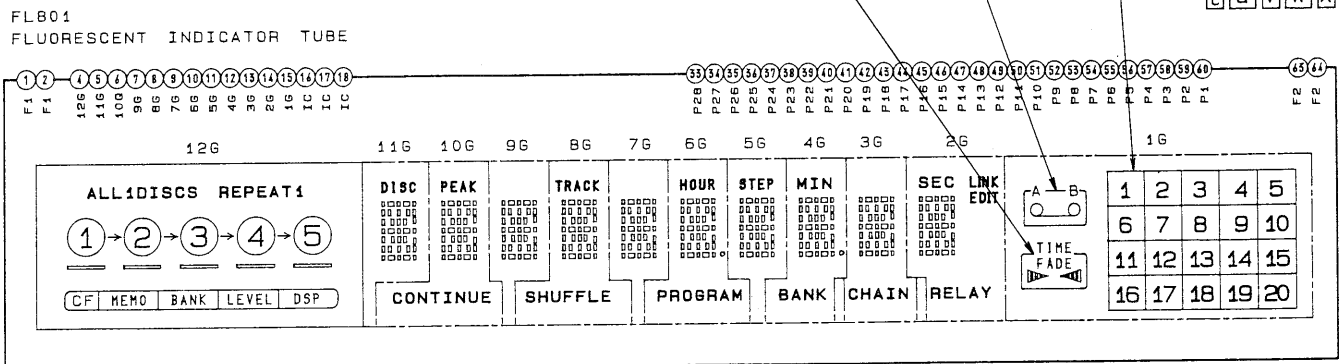 E Q V W X
FL801
FLUORESCENT INDICATOR TUBE
1 2 4 5 6 7 8 9 10 11 12 13 14 15 16 17 18 33 34 35 36 37 38 39 40 41 42 43 44 45 46 47 48 49 50 51 52 53 54 55 56 57 58 59 60 63 64
F1 F1 12G 11G 10G 9G 8G 7G 6G 5G 4G 3G 2G 1G IC IC IC P28 P27 P26 P25 P24 P23 P22 P21 P20 P19 P18 P17 P16 P15 P14 P13 P12 P11 P10 P9 P8 P7 P6 P5 P4 P3 P2 P1 F2 F2
12G 11G 10G 9G 8G 7G 6G 5G 4G 3G 2G 1G
ALL1DISCS REPEAT1
DISC PEAK TRACK HOUR STEP MIN SEC LINK
EDIT
A B
1 2 3 4 5
1→2→3→4→5
6 7 8 9 10
TIME
FADE
11 12 13 14 15
CF MEMO BANK LEVEL DSP
CONTINUE SHUFFLE PROGRAM BANK CHAIN RELAY
16 17 18 19 20